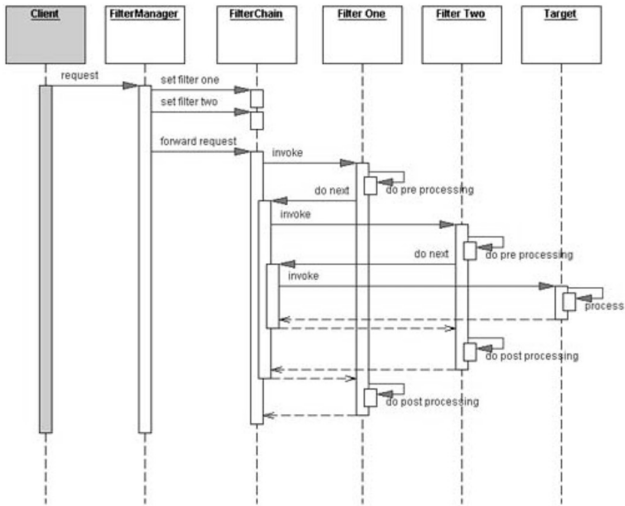 Client
FilterManager
FilterChain
Filter One
Filter Two
Target
request
set filter one
set filter two
forward request
invoke
do pre processing
do next
invoke
do pre processing
do next
invoke
process
do post processing
do post processing